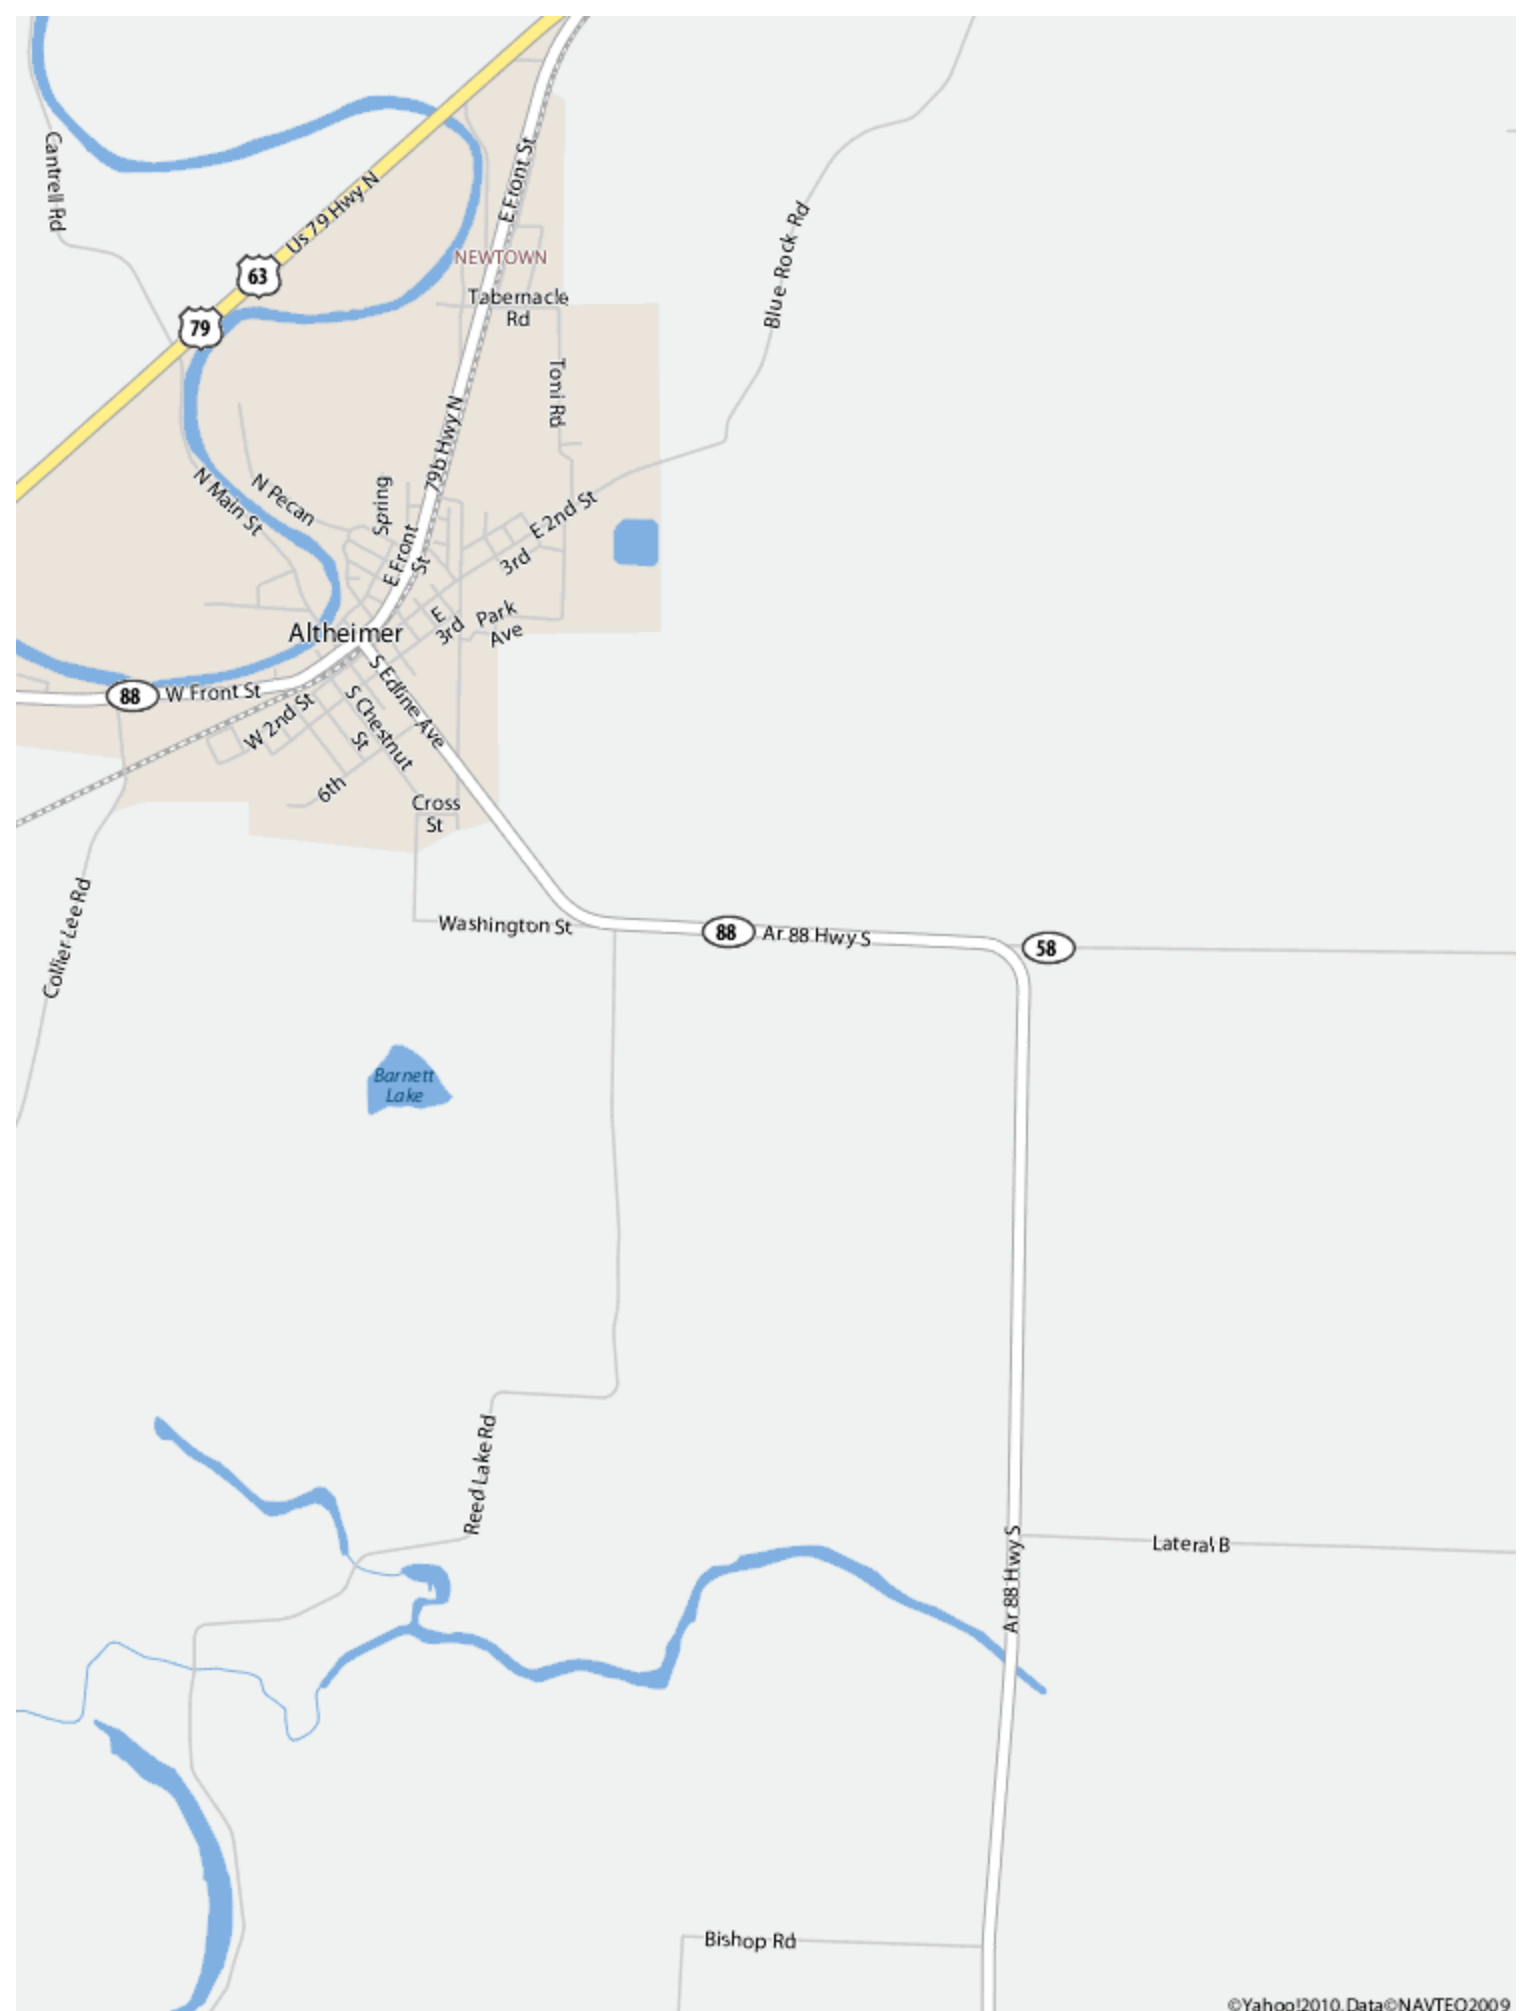 Cantrell Rd
Us 79 Hwy N
63
79
E Front St
NEWTOWN
Tabernacle
Rd
Blue Rock Rd
Toni Rd
79b Hwy N
N Main St
N Pecan
Spring
E Front
St
E 2nd St
3rd
E
3rd
Park
Ave
Altheimer
88
W Front St
W 2nd St
S Edline Ave
S Chestnut
St
6th
Cross
St
Collier Lee Rd
Washington St
88
Ar 88 Hwy S
58
Barnett
Lake
Reed Lake Rd
Ar 88 Hwy S
Lateral B
Bishop Rd
©Yahoo!2010,Data©NAVTEQ2009